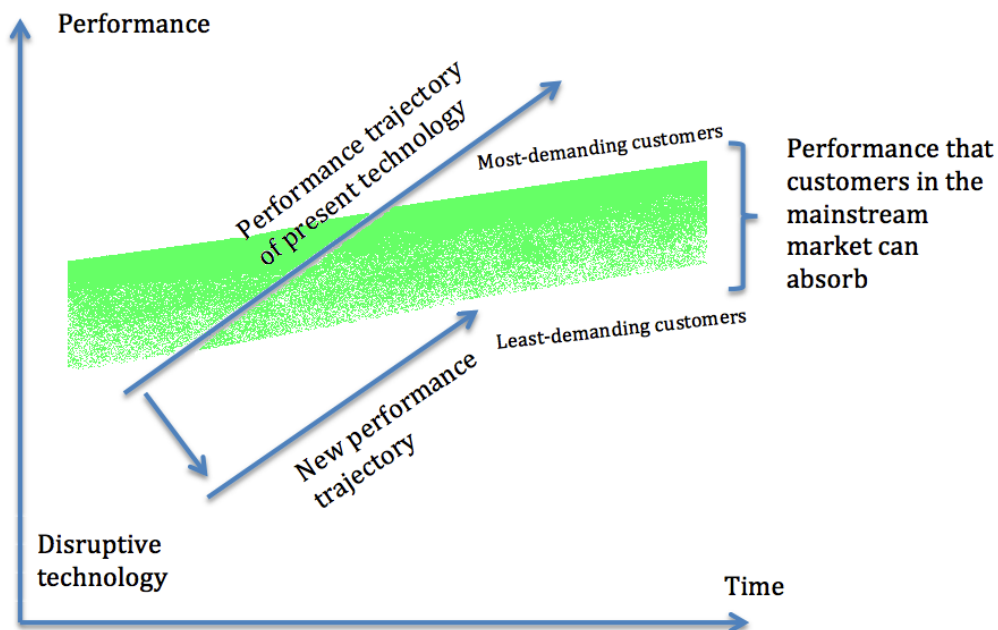 Performance
Performance trajectory
of present technology
Most-demanding customers
Performance that
customers in the
mainstream
market can
absorb
Least-demanding customers
New performance
trajectory
Disruptive
technology
Time